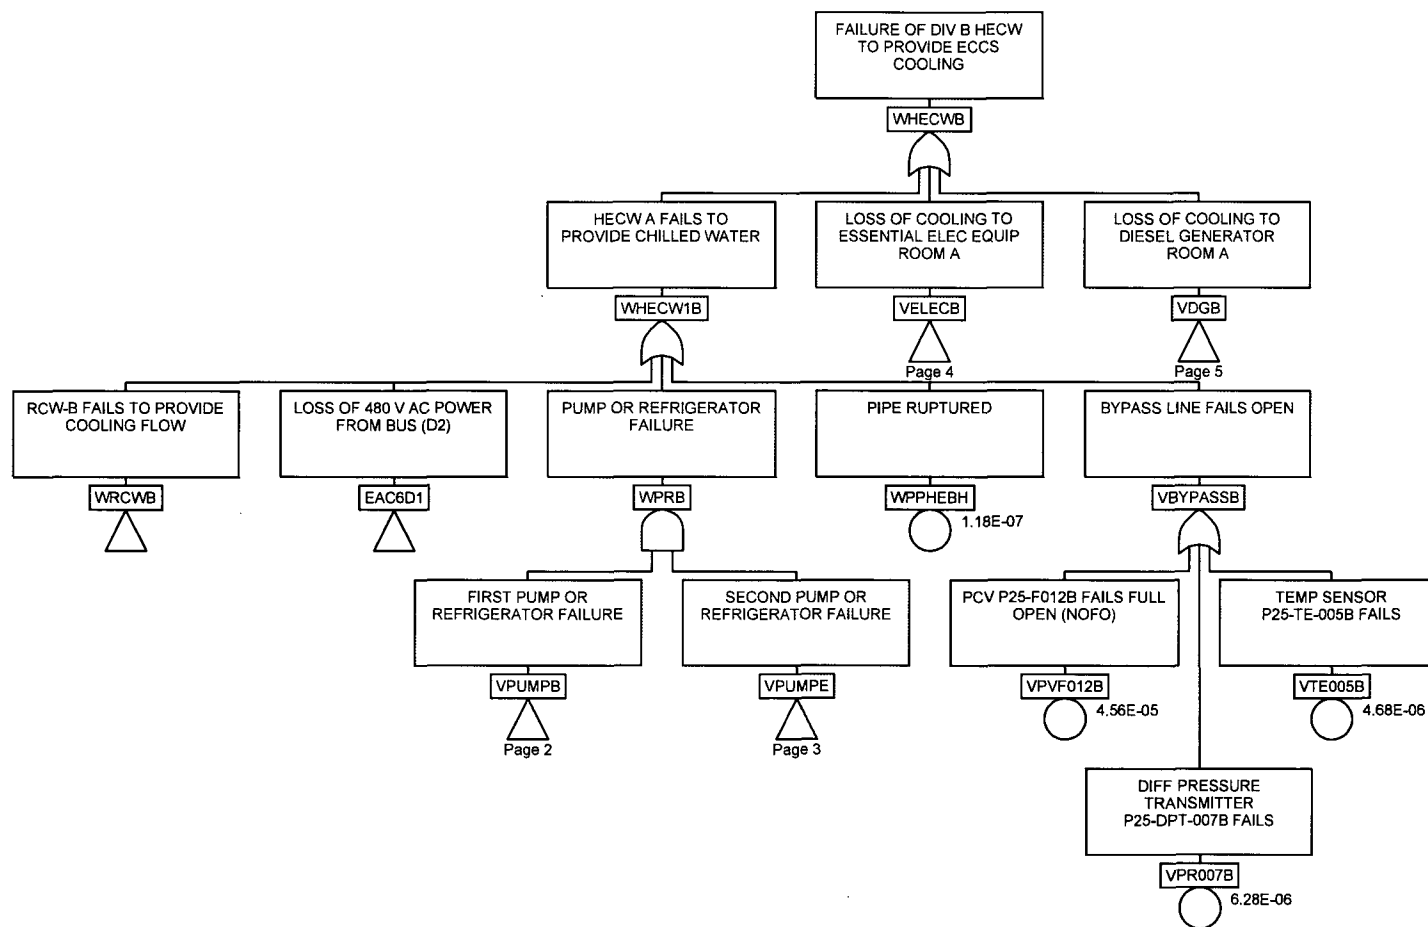 FAILURE OF DIV B HECW
TO PROVIDE ECCS
COOLING
WHECWB
HECW A FAILS TO
PROVIDE CHILLED WATER
WHECW1B
LOSS OF COOLING TO
ESSENTIAL ELEC EQUIP
ROOM A
VELECB
Page 4
LOSS OF COOLING TO
DIESEL GENERATOR
ROOM A
VDGB
Page 5
RCW-B FAILS TO PROVIDE
COOLING FLOW
WRCWB
LOSS OF 480 V AC POWER
FROM BUS (D2)
EAC6D1
PUMP OR REFRIGERATOR
FAILURE
WPRB
PIPE RUPTURED
WPPHEBH
1.18E-07
BYPASS LINE FAILS OPEN
VBYPASSB
FIRST PUMP OR
REFRIGERATOR FAILURE
VPUMPB
Page 2
SECOND PUMP OR
REFRIGERATOR FAILURE
VPUMPE
Page 3
PCV P25-F012B FAILS FULL
OPEN (NOFO)
VPVF012B
4.56E-05
TEMP SENSOR
P25-TE-005B FAILS
VTE005B
4.68E-06
DIFF PRESSURE
TRANSMITTER
P25-DPT-007B FAILS
VPR007B
6.28E-06